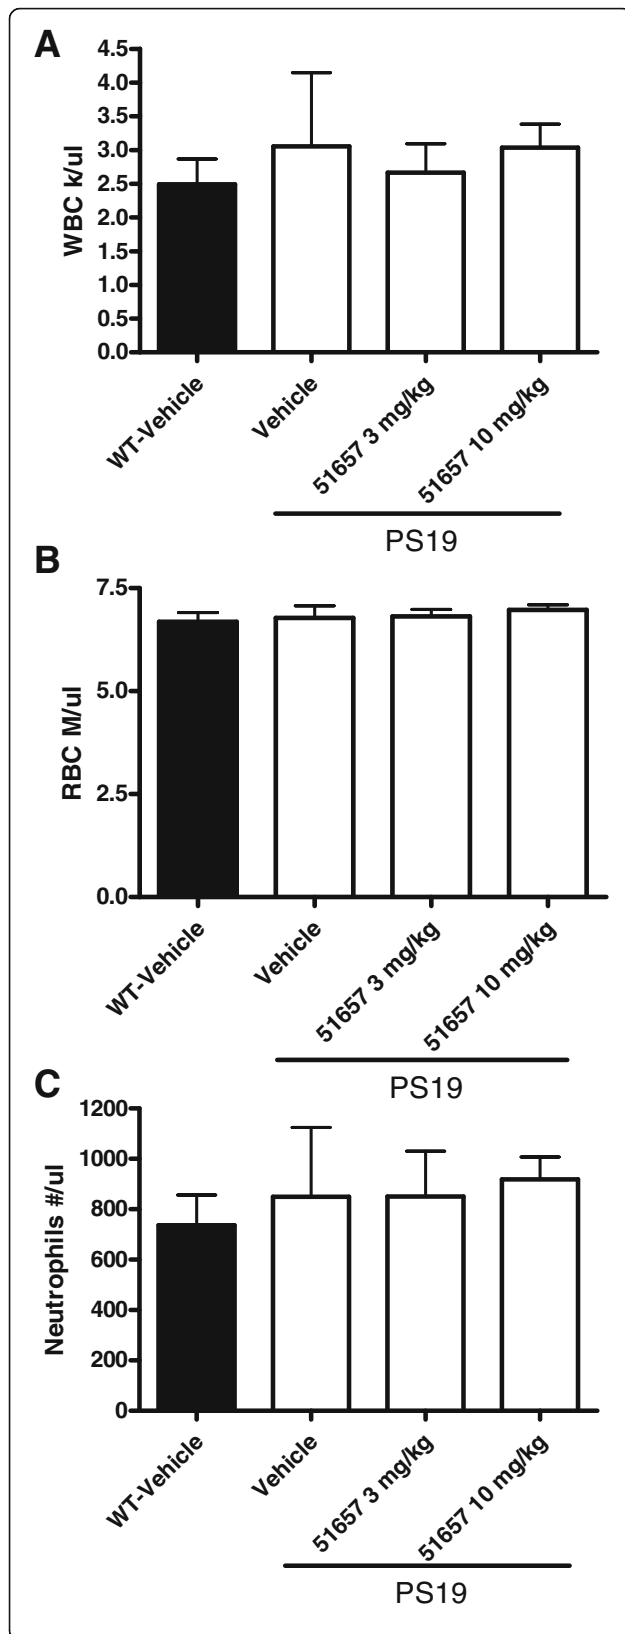 A
WBC k/ul
4.5
4.0
3.5
3.0
2.5
2.0
1.5
1.0
0.5
0.0
WT-Vehicle
Vehicle
51657 3 mg/kg
51657 10 mg/kg
PS19
B
RBC M/ul
7.5
5.0
2.5
0.0
WT-Vehicle
Vehicle
51657 3 mg/kg
51657 10 mg/kg
PS19
C
Neutrophils #/ul
1200
1000
800
600
400
200
0
WT-Vehicle
Vehicle
51657 3 mg/kg
51657 10 mg/kg
PS19